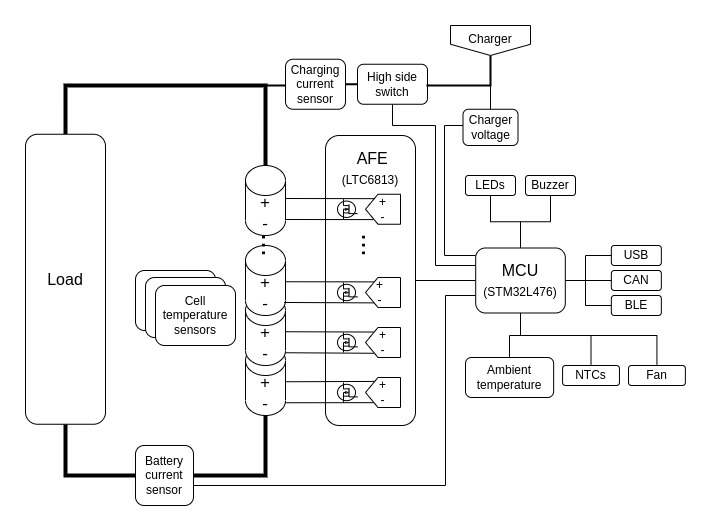 Charger
Charging
current
sensor
High side
switch
Charger
voltage
AFE
(LTC6813)
LEDs
Buzzer
+
-
+
-
Load
MCU
(STM32L476)
USB
CAN
BLE
Cell
temperature
sensors
+
-
+
-
+
-
+
-
+
-
+
-
Ambient
temperature
NTCs
Fan
Battery
current
sensor